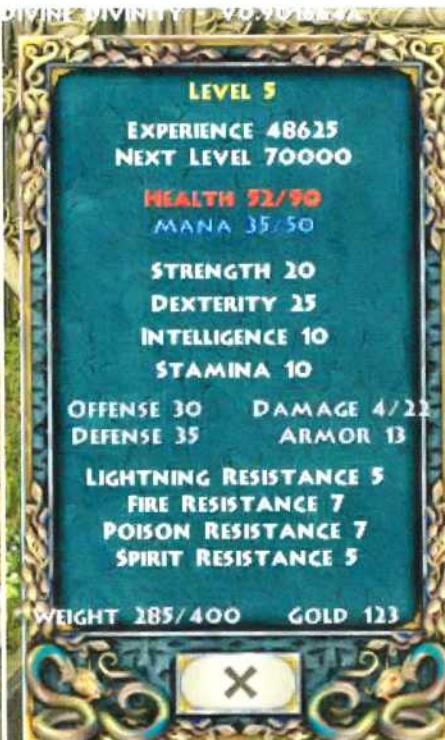 DIVINE DIVINITY -
LEVEL 5
EXPERIENCE 48625
NEXT LEVEL 70000
HEALTH 52/90
MANA 35/50
STRENGTH 20
DEXTERITY 25
INTELLIGENCE 10
STAMINA 10
OFFENSE 30 DAMAGE 4/22
DEFENSE 35 ARMOR 13
LIGHTNING RESISTANCE 5
FIRE RESISTANCE 7
POISON RESISTANCE 7
SPIRIT RESISTANCE 5
WEIGHT 285/400 GOLD 123